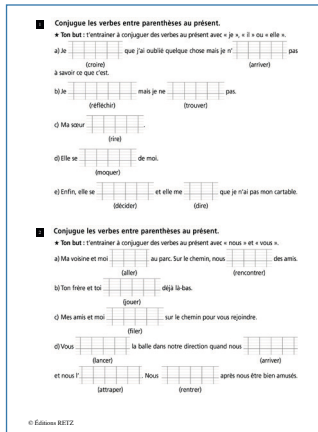 1 Conjugue les verbes entre parenthèses au présent.
★ Ton but : t'entrainer à conjuguer des verbes au présent avec « je », « il » ou « elle ».
a) Je que j'ai oublié quelque chose mais je n' pas
(croire) (arriver)
à savoir ce que c'est.
b) Je mais je ne pas.
(réfléchir) (trouver)
c) Ma sœur .
(rire)
d) Elle se de moi.
(moquer)
e) Enfin, elle se et elle me que je n'ai pas mon cartable.
(décider) (dire)
2 Conjugue les verbes entre parenthèses au présent.
★ Ton but : t'entrainer à conjuguer des verbes au présent avec « nous » et « vous ».
a) Ma voisine et moi au parc. Sur le chemin, nous des amis.
(aller) (rencontrer)
b) Ton frère et toi déjà là-bas.
(jouer)
c) Mes amis et moi sur le chemin pour vous rejoindre.
(filer)
d) Vous la balle dans notre direction quand nous
(lancer) (arriver)
et nous l' . Nous après nous être bien amusés.
(attraper) (rentrer)
© Éditions RETZ